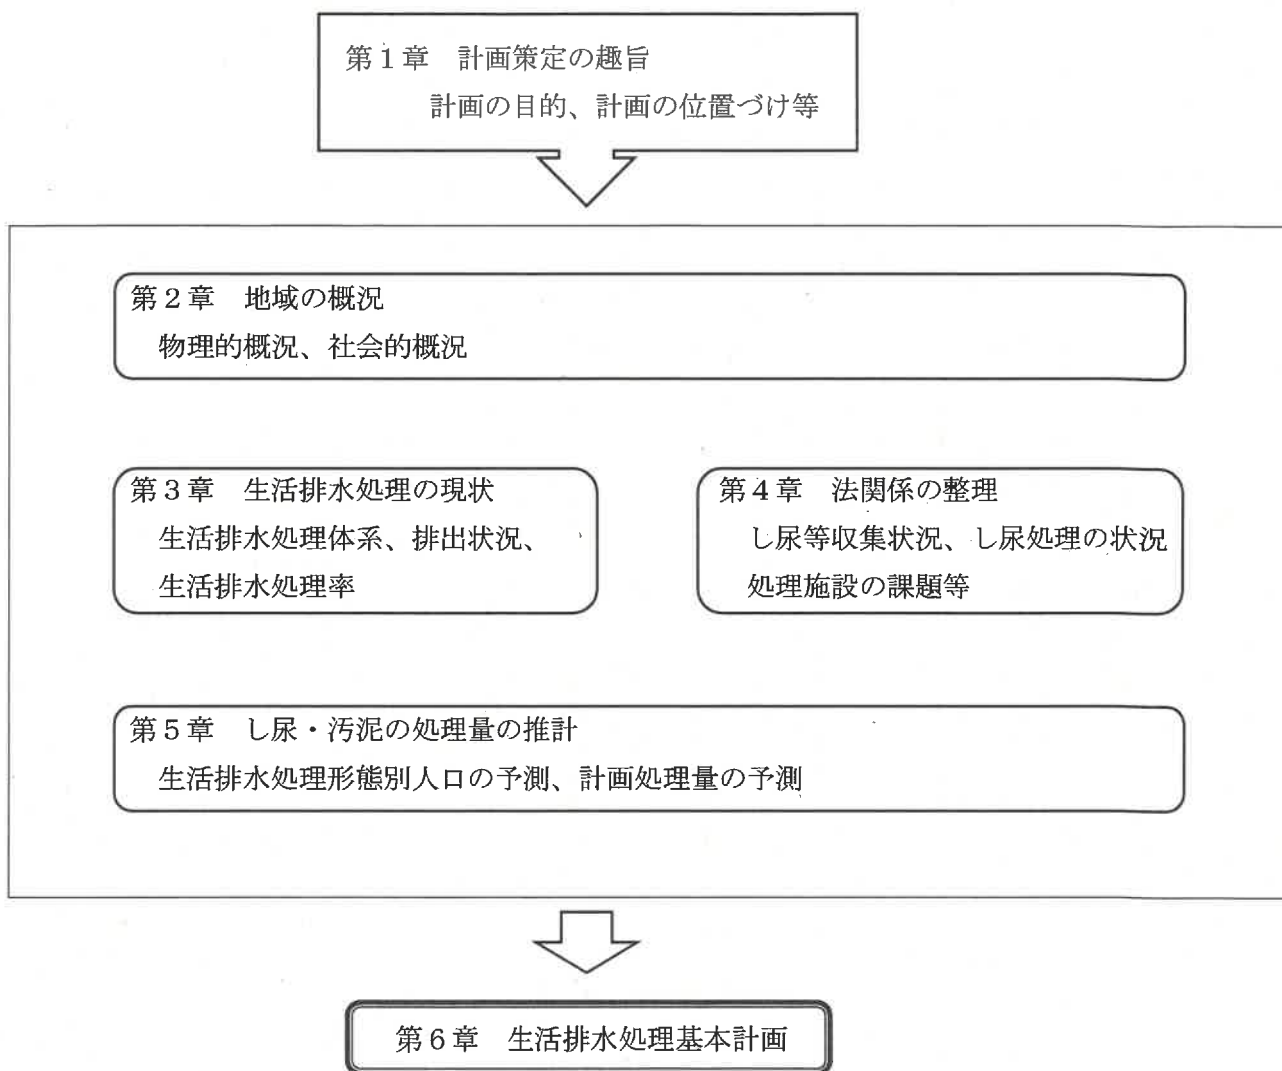 第１章　計画策定の趣旨
計画の目的、計画の位置づけ等
第２章　地域の概況
物理的概況、社会的概況
第３章　生活排水処理の現状
生活排水処理体系、排出状況、
生活排水処理率
第４章　法関係の整理
し尿等収集状況、し尿処理の状況
処理施設の課題等
第５章　し尿・汚泥の処理量の推計
生活排水処理形態別人口の予測、計画処理量の予測
第６章　生活排水処理基本計画